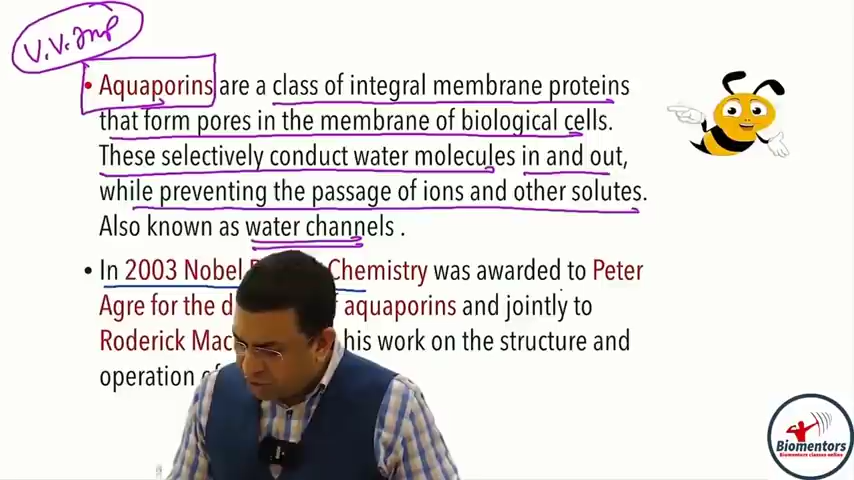 V.V. Imp
• Aquaporins are a class of integral membrane proteins
that form pores in the membrane of biological cells.
These selectively conduct water molecules in and out,
while preventing the passage of ions and other solutes.
Also known as water channels .
• In 2003 Nobel Chemistry was awarded to Peter
Agre for the aquaporins and jointly to
Roderick his work on the structure and
operation
Biomentors
Biomentors classes online